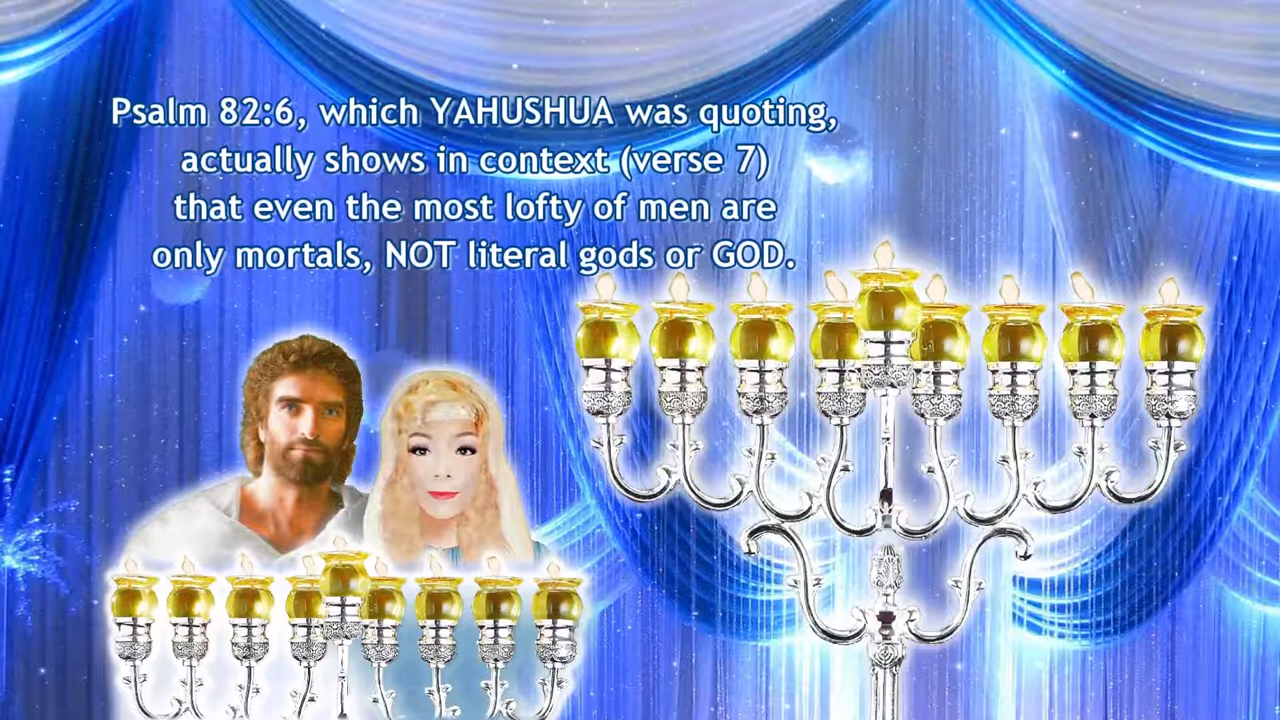 Psalm 82:6, which YAHUSHUA was quoting,
actually shows in context (verse 7)
that even the most lofty of men are
only mortals, NOT literal gods or GOD.